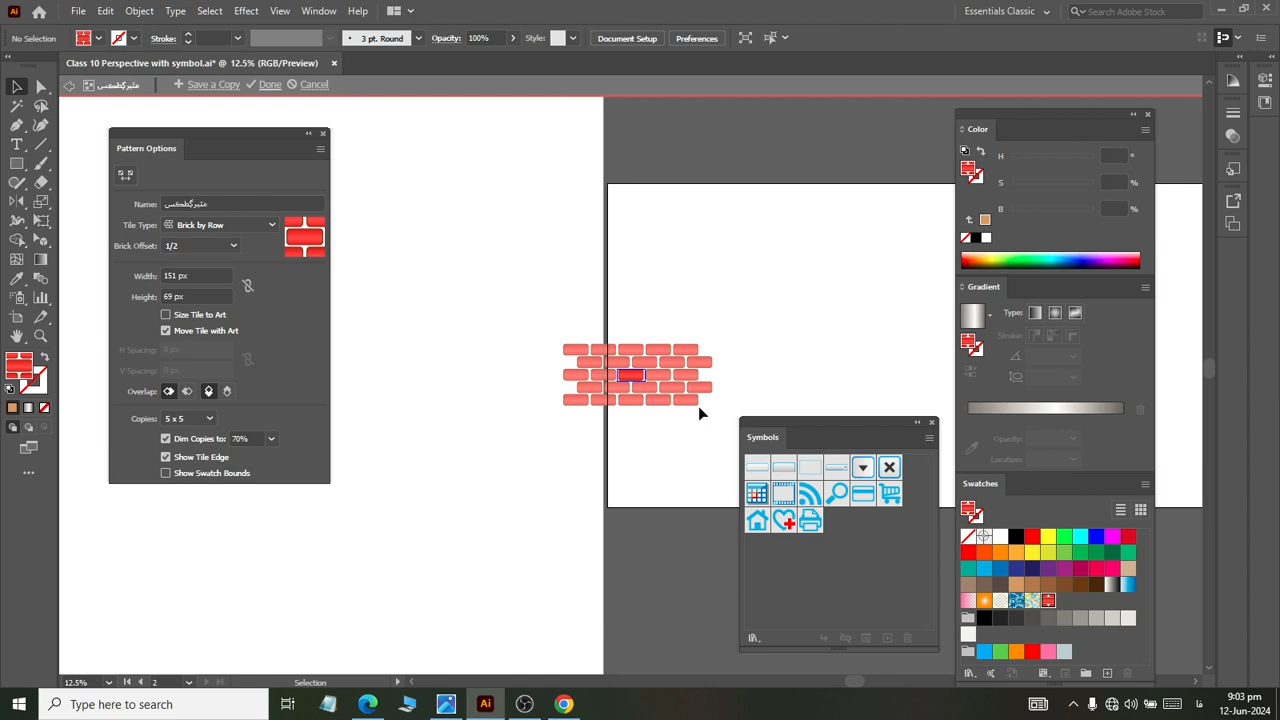 File Edit Object Type Select Effect View Window Help
Essentials Classic
Search Adobe Stock
No Selection
Stroke:
3 pt. Round
Opacity: 100%
Style:
Document Setup
Preferences
Class 10 Perspective with symbol.ai* @ 12.5% (RGB/Preview)
Save a Copy Done Cancel
Pattern Options
Name:
Tile Type: Brick by Row
Brick Offset: 1/2
Width: 151 px
Height: 69 px
Size Tile to Art
Move Tile with Art
H Spacing: 0 px
V Spacing: 0 px
Overlap:
Copies: 5 x 5
Dim Copies to: 70%
Show Tile Edge
Show Swatch Bounds
Symbols
Color
H °
S %
B %
Gradient
Type:
Stroke:
Opacity:
Location:
Swatches
12.5% 2 Selection
Type here to search
9:03 pm
12-Jun-2024